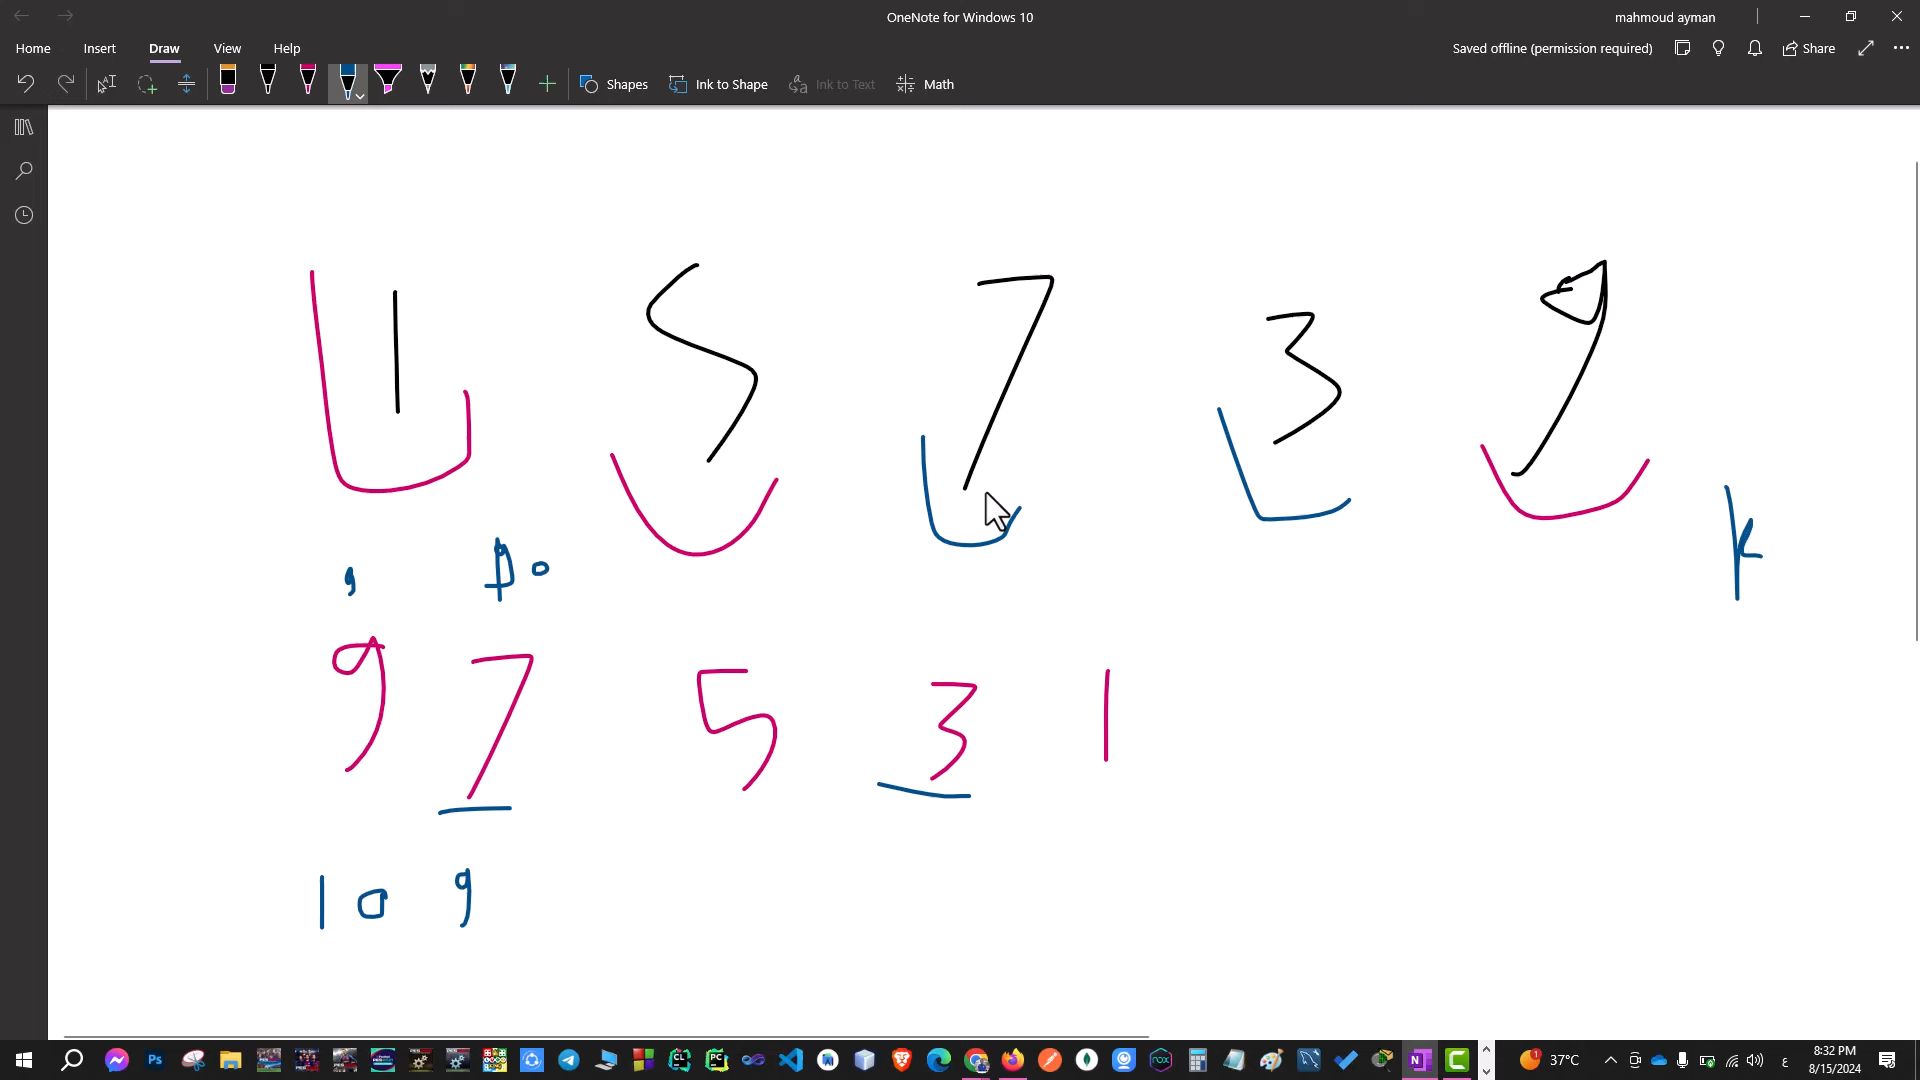 OneNote for Windows 10
mahmoud ayman
Home Insert Draw View Help
Saved offline (permission required)
Share
Shapes
Ink to Shape
Ink to Text
Math
1 5 7 3 9
k
9 7 5 3 1
10 9
37°C
ع
8:32 PM
8/15/2024